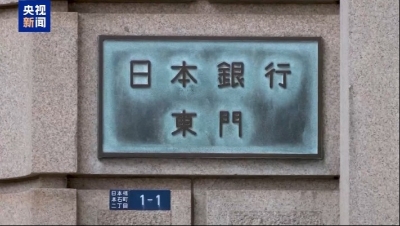 央视
新闻
日本銀行
東門
日本橋
本石町
二丁目
1-1